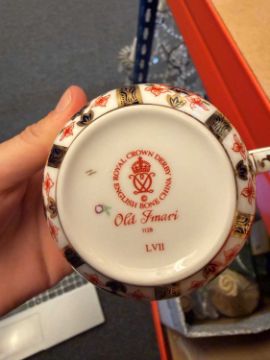 ROYAL CROWN DERBY
ENGLISH BONE CHINA
©
Old Imari
1128
LVII